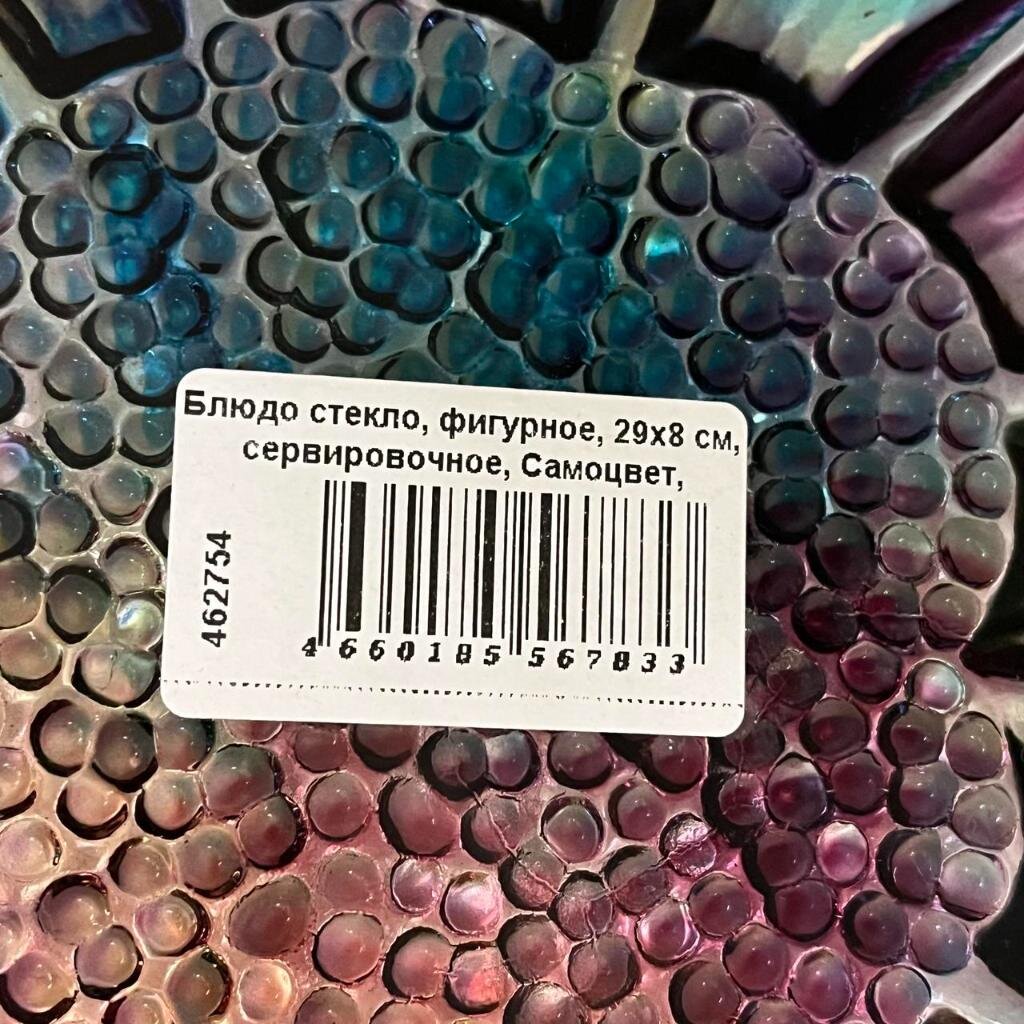 Блюдо стекло, фигурное, 29х8 см,
сервировочное, Самоцвет,
462754
4 660185 567833